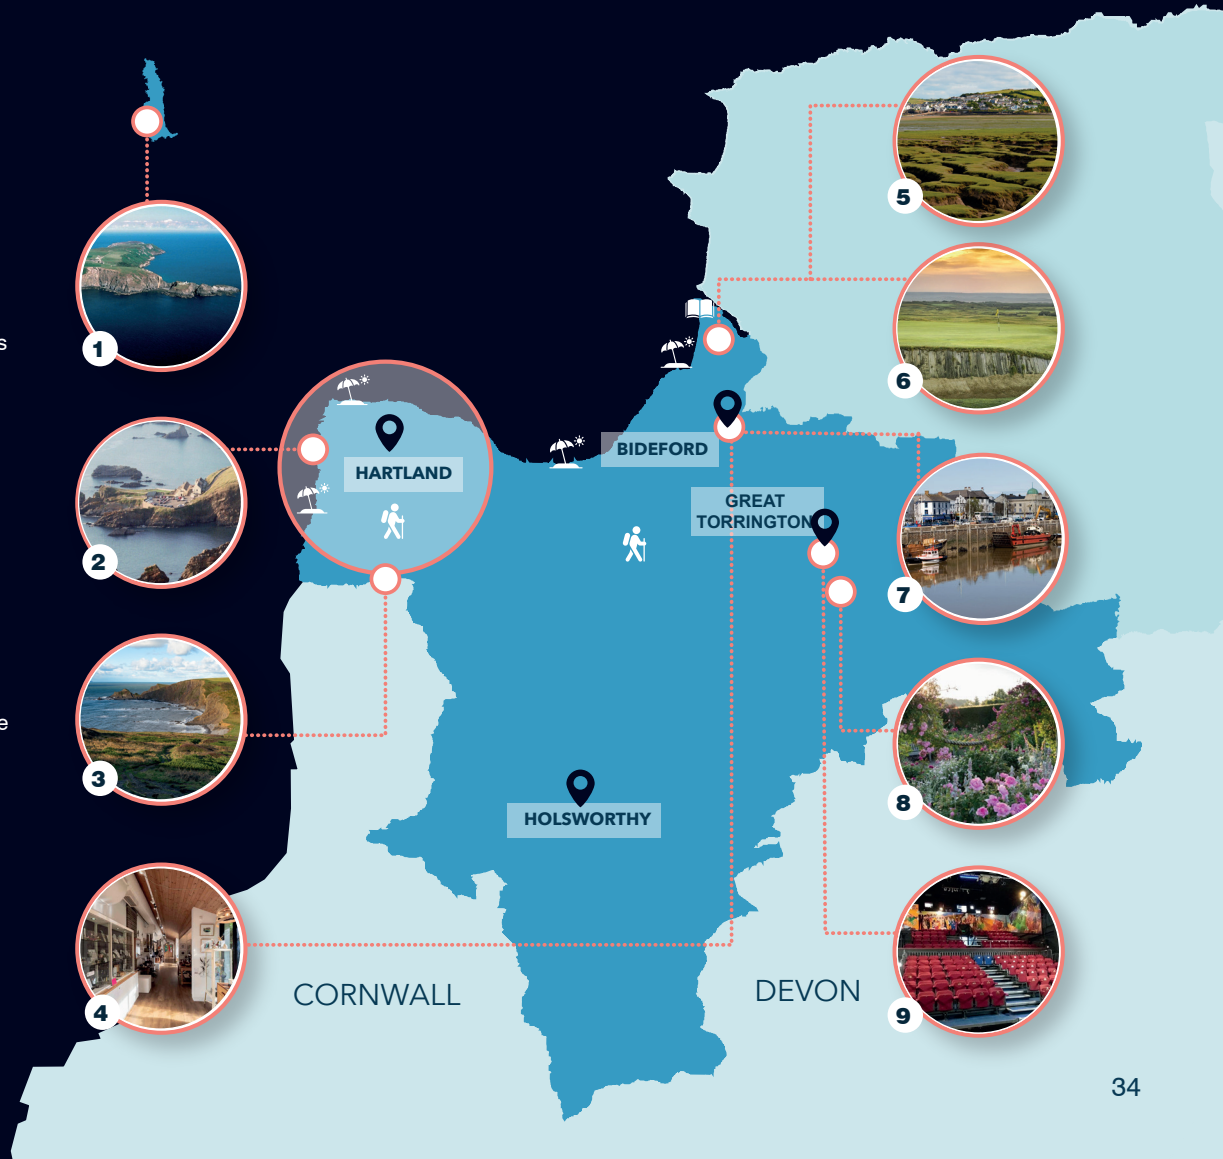 s
e
1
2
3
4
5
6
7
8
9
HARTLAND
BIDEFORD
GREAT
TORRINGTON
HOLSWORTHY
CORNWALL
DEVON
34